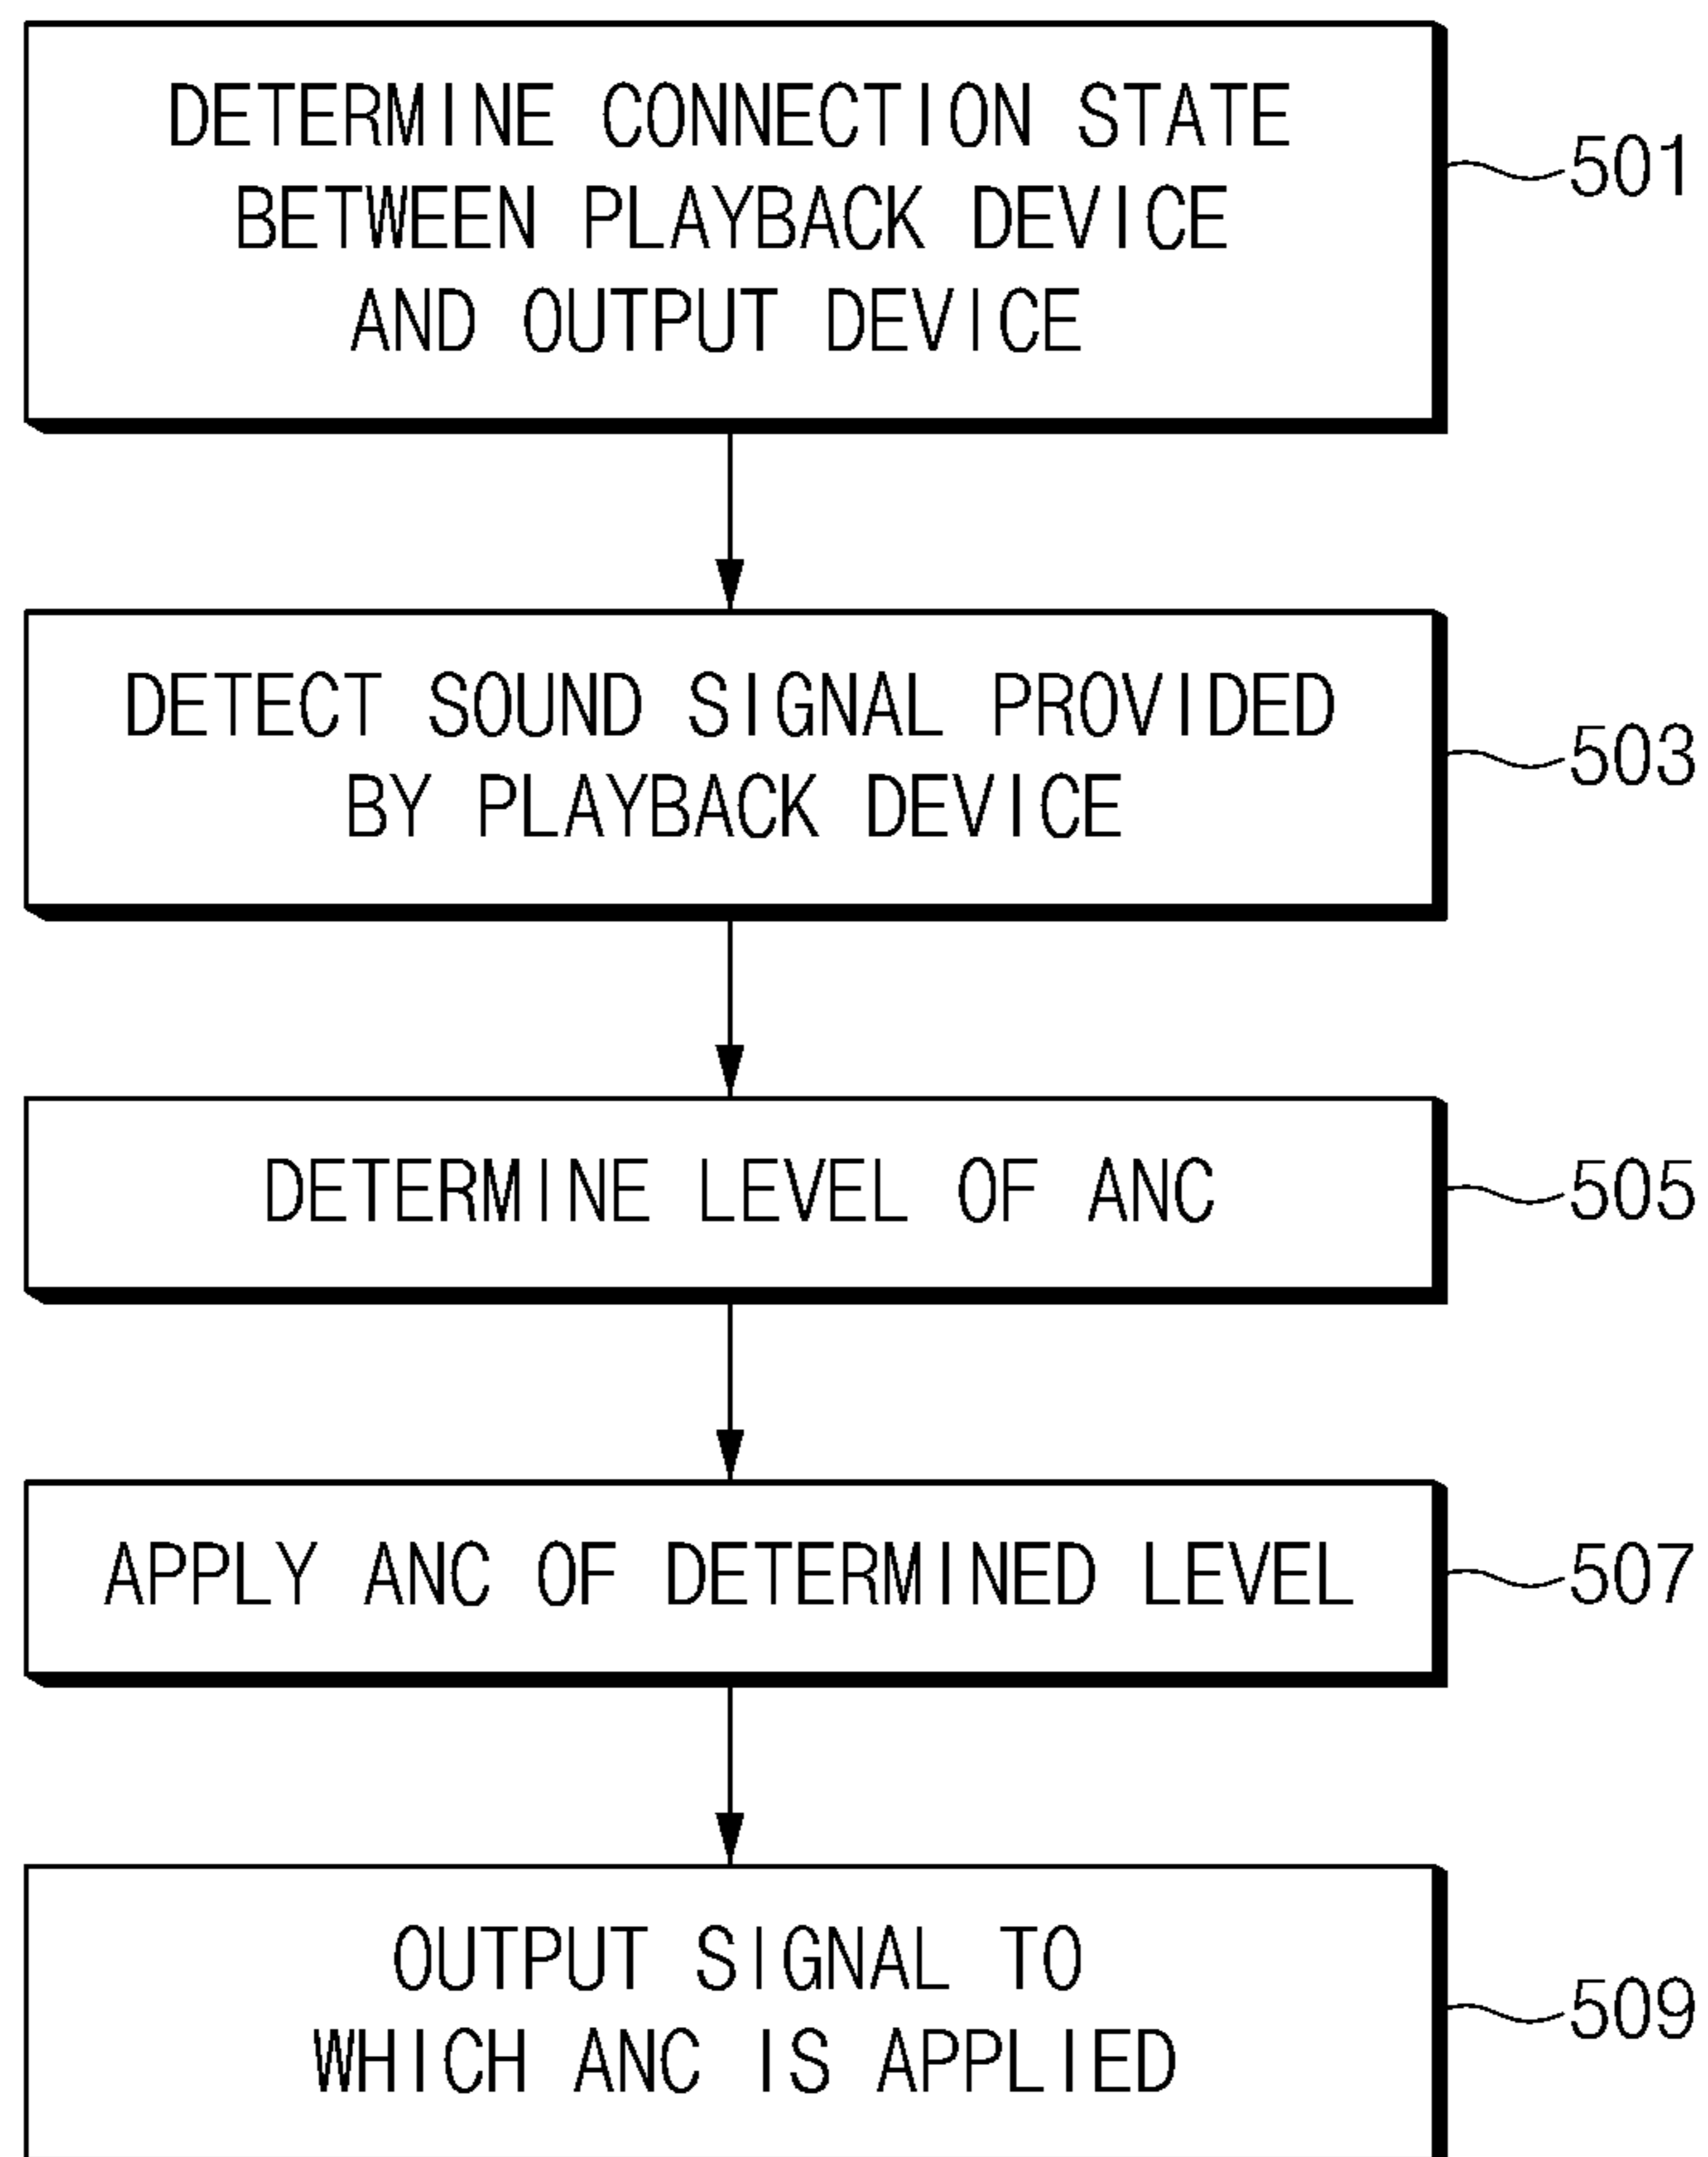 DETERMINE CONNECTION STATE
BETWEEN PLAYBACK DEVICE
AND OUTPUT DEVICE
501
DETECT SOUND SIGNAL PROVIDED
BY PLAYBACK DEVICE
503
DETERMINE LEVEL OF ANC
505
APPLY ANC OF DETERMINED LEVEL
507
OUTPUT SIGNAL TO
WHICH ANC IS APPLIED
509